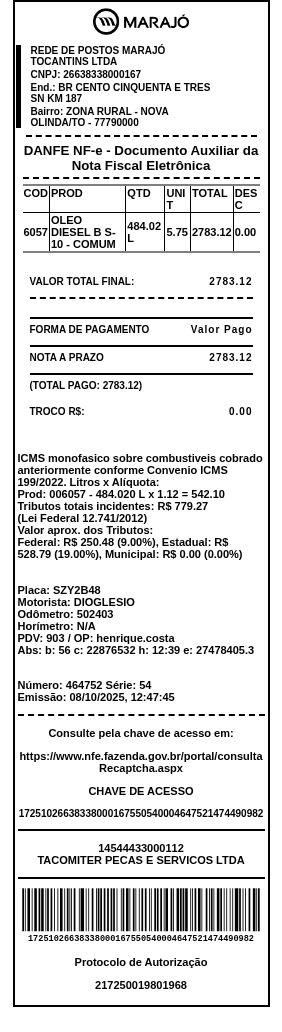 MARAJÓ
REDE DE POSTOS MARAJÓ
TOCANTINS LTDA
CNPJ: 26638338000167
End.: BR CENTO CINQUENTA E TRES
SN KM 187
Bairro: ZONA RURAL - NOVA
OLINDA/TO - 77790000
DANFE NF-e - Documento Auxiliar da
Nota Fiscal Eletrônica
COD PROD QTD UNIT TOTAL DESC
6057 OLEO DIESEL B S-10 - COMUM 484.02 L 5.75 2783.12 0.00
VALOR TOTAL FINAL: 2783.12
FORMA DE PAGAMENTO Valor Pago
NOTA A PRAZO 2783.12
(TOTAL PAGO: 2783.12)
TROCO R$: 0.00
ICMS monofasico sobre combustiveis cobrado
anteriormente conforme Convenio ICMS
199/2022. Litros x Alíquota:
Prod: 006057 - 484.020 L x 1.12 = 542.10
Tributos totais incidentes: R$ 779.27
(Lei Federal 12.741/2012)
Valor aprox. dos Tributos:
Federal: R$ 250.48 (9.00%), Estadual: R$
528.79 (19.00%), Municipal: R$ 0.00 (0.00%)
Placa: SZY2B48
Motorista: DIOGLESIO
Odômetro: 502403
Horímetro: N/A
PDV: 903 / OP: henrique.costa
Abs: b: 56 c: 22876532 h: 12:39 e: 27478405.3
Número: 464752 Série: 54
Emissão: 08/10/2025, 12:47:45
Consulte pela chave de acesso em:
https://www.nfe.fazenda.gov.br/portal/consulta
Recaptcha.aspx
CHAVE DE ACESSO
17251026638338000167550540004647521474490982
14544433000112
TACOMITER PECAS E SERVICOS LTDA
17251026638338000167550540004647521474490982
Protocolo de Autorização
217250019801968